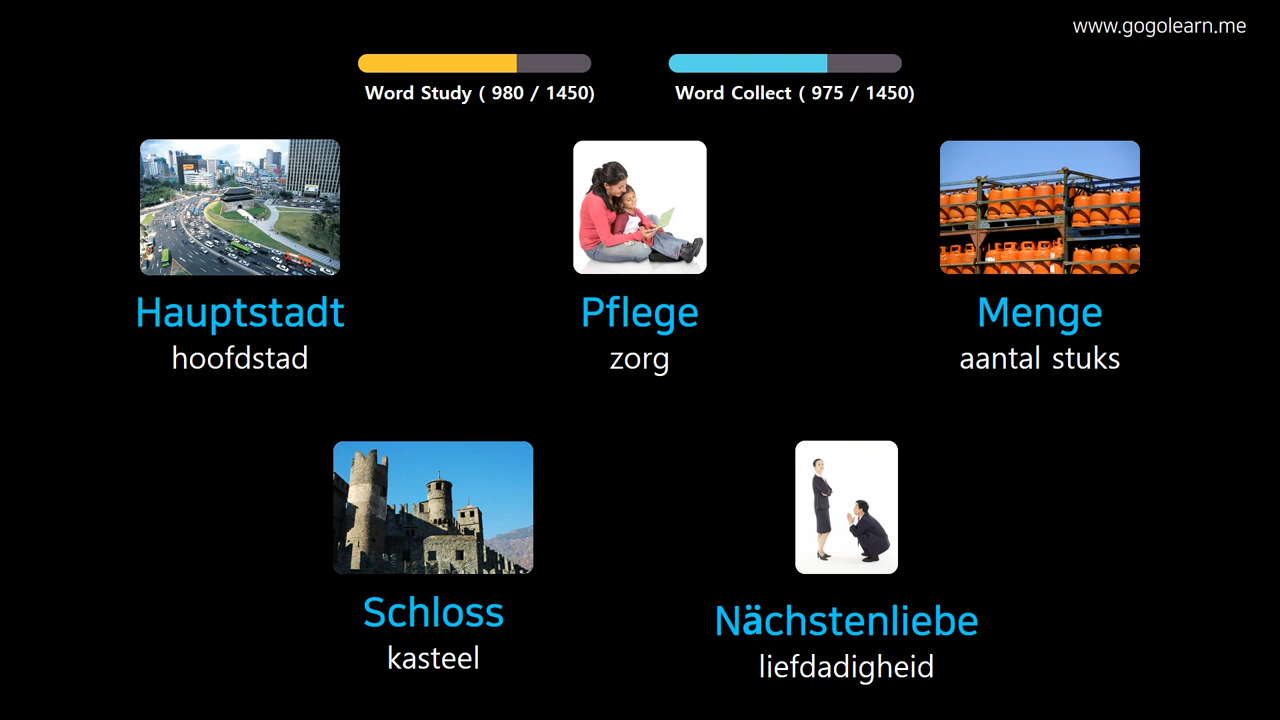 www.gogolearn.me
Word Study ( 980 / 1450)
Word Collect ( 975 / 1450)
Hauptstadt
hoofdstad
Pflege
zorg
Menge
aantal stuks
Schloss
kasteel
Nächstenliebe
liefdadigheid